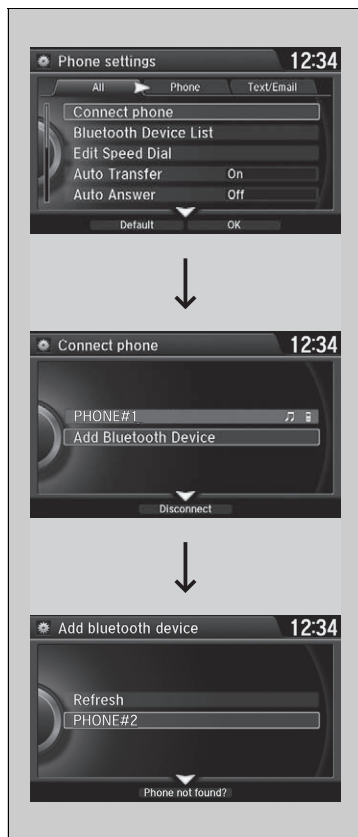 Phone settings 12:34
All Phone Text/Email
Connect phone
Bluetooth Device List
Edit Speed Dial
Auto Transfer On
Auto Answer Off
Default OK
Connect phone 12:34
PHONE#1
Add Bluetooth Device
Disconnect
Add bluetooth device 12:34
Refresh
PHONE#2
Phone not found?